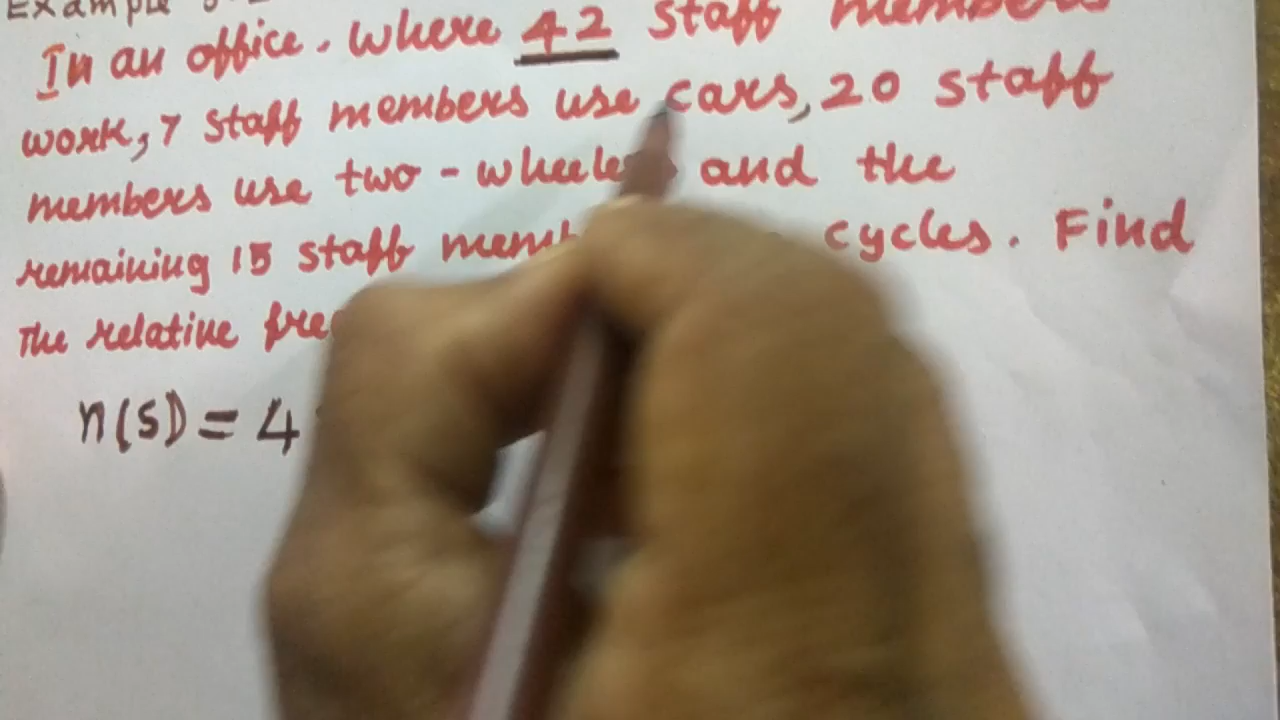 Example
In an office, where 42 staff members
work, 7 staff members use cars, 20 staff
members use two - and the
remaining 15 staff cycles. Find
The relative
n(s) = 4